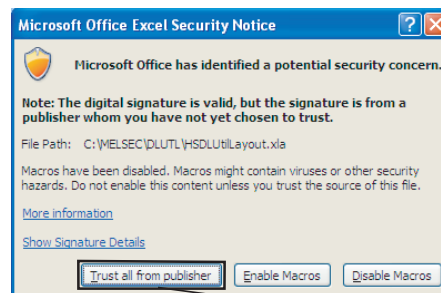 Microsoft Office Excel Security Notice
Microsoft Office has identified a potential security concern.
Note: The digital signature is valid, but the signature is from a
publisher whom you have not yet chosen to trust.
File Path: C:\MELSEC\DLUTL\HSDLUtilLayout.xla
Macros have been disabled. Macros might contain viruses or other security
hazards. Do not enable this content unless you trust the source of this file.
More information
Show Signature Details
Trust all from publisher Enable Macros Disable Macros